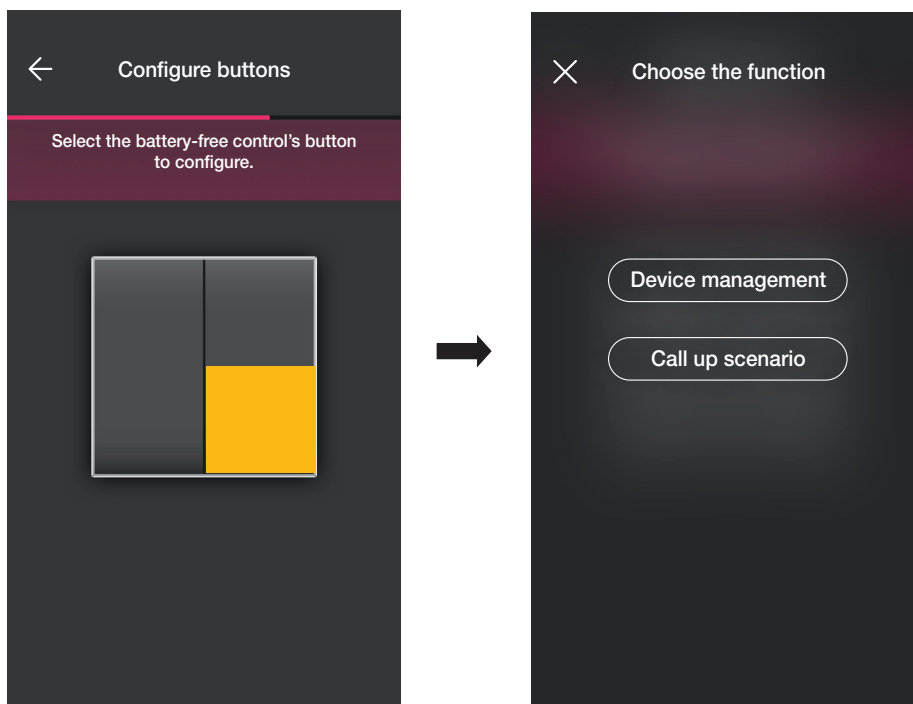 Configure buttons
Select the battery-free control's button
to configure.
Choose the function
Device management
Call up scenario